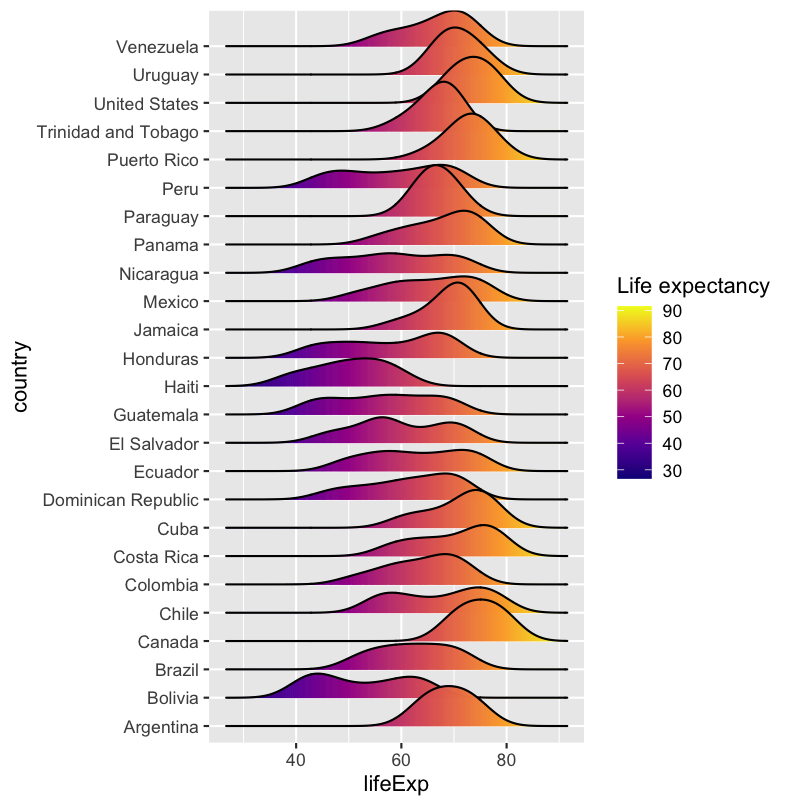 Venezuela
Uruguay
United States
Trinidad and Tobago
Puerto Rico
Peru
Paraguay
Panama
Nicaragua
Mexico
Jamaica
Honduras
Haiti
Guatemala
El Salvador
Ecuador
Dominican Republic
Cuba
Costa Rica
Colombia
Chile
Canada
Brazil
Bolivia
Argentina
country
40 60 80
lifeExp
Life expectancy
90
80
70
60
50
40
30